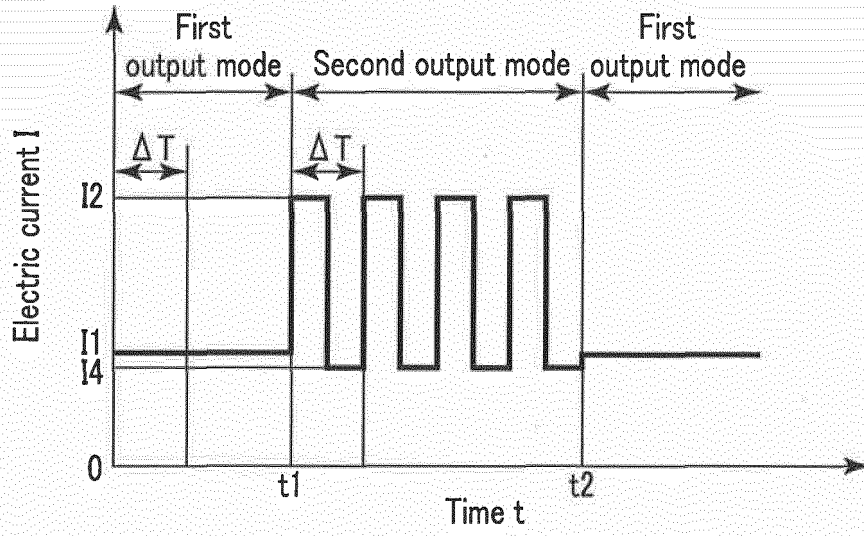 First
output mode
Second output mode
First
output mode
ΔT
ΔT
Electric current I
I2
I1
I4
0
t1
t2
Time t